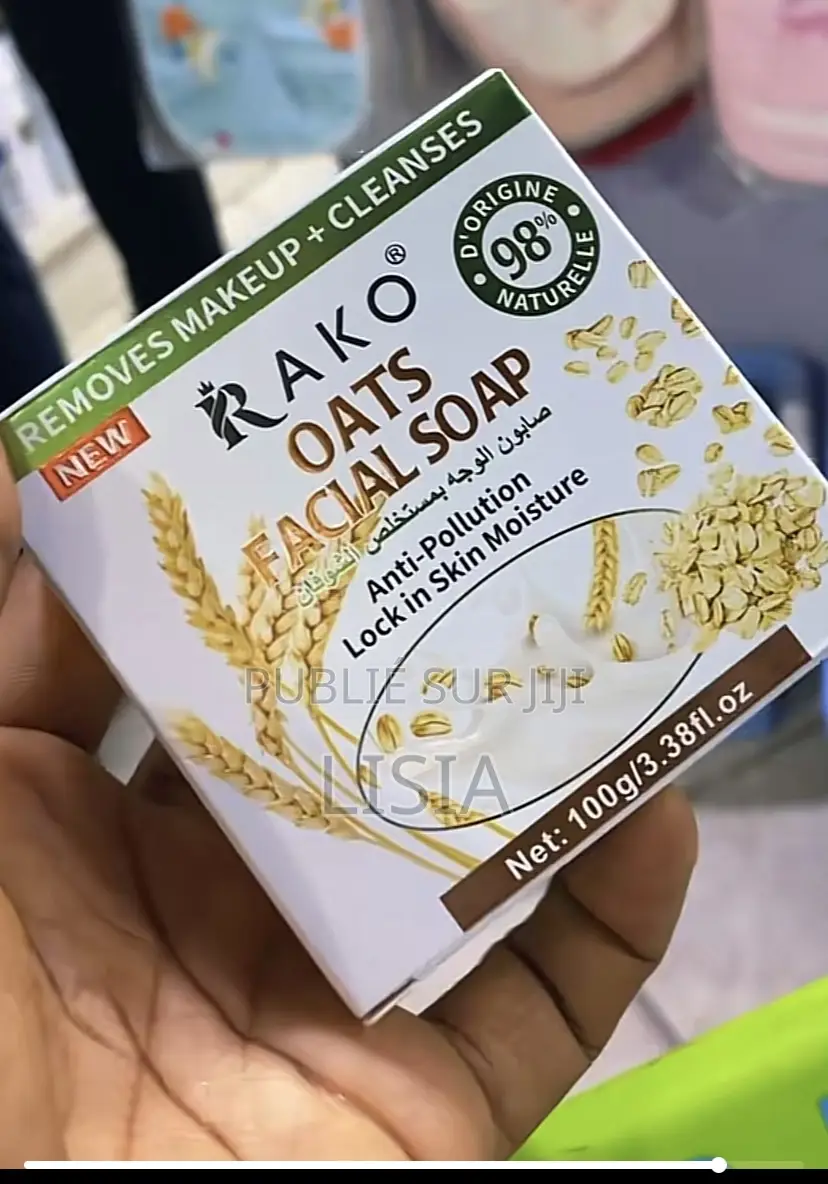 REMOVES MAKEUP + CLEANSES
NEW
RAKO®
D'ORIGINE
98%
NATURELLE
OATS
FACIAL SOAP
صابون الوجه بمستخلص الشوفان
Anti-Pollution
Lock in Skin Moisture
PUBLIÉ SUR JIJI
LISIA
Net: 100g/3.38fl.oz